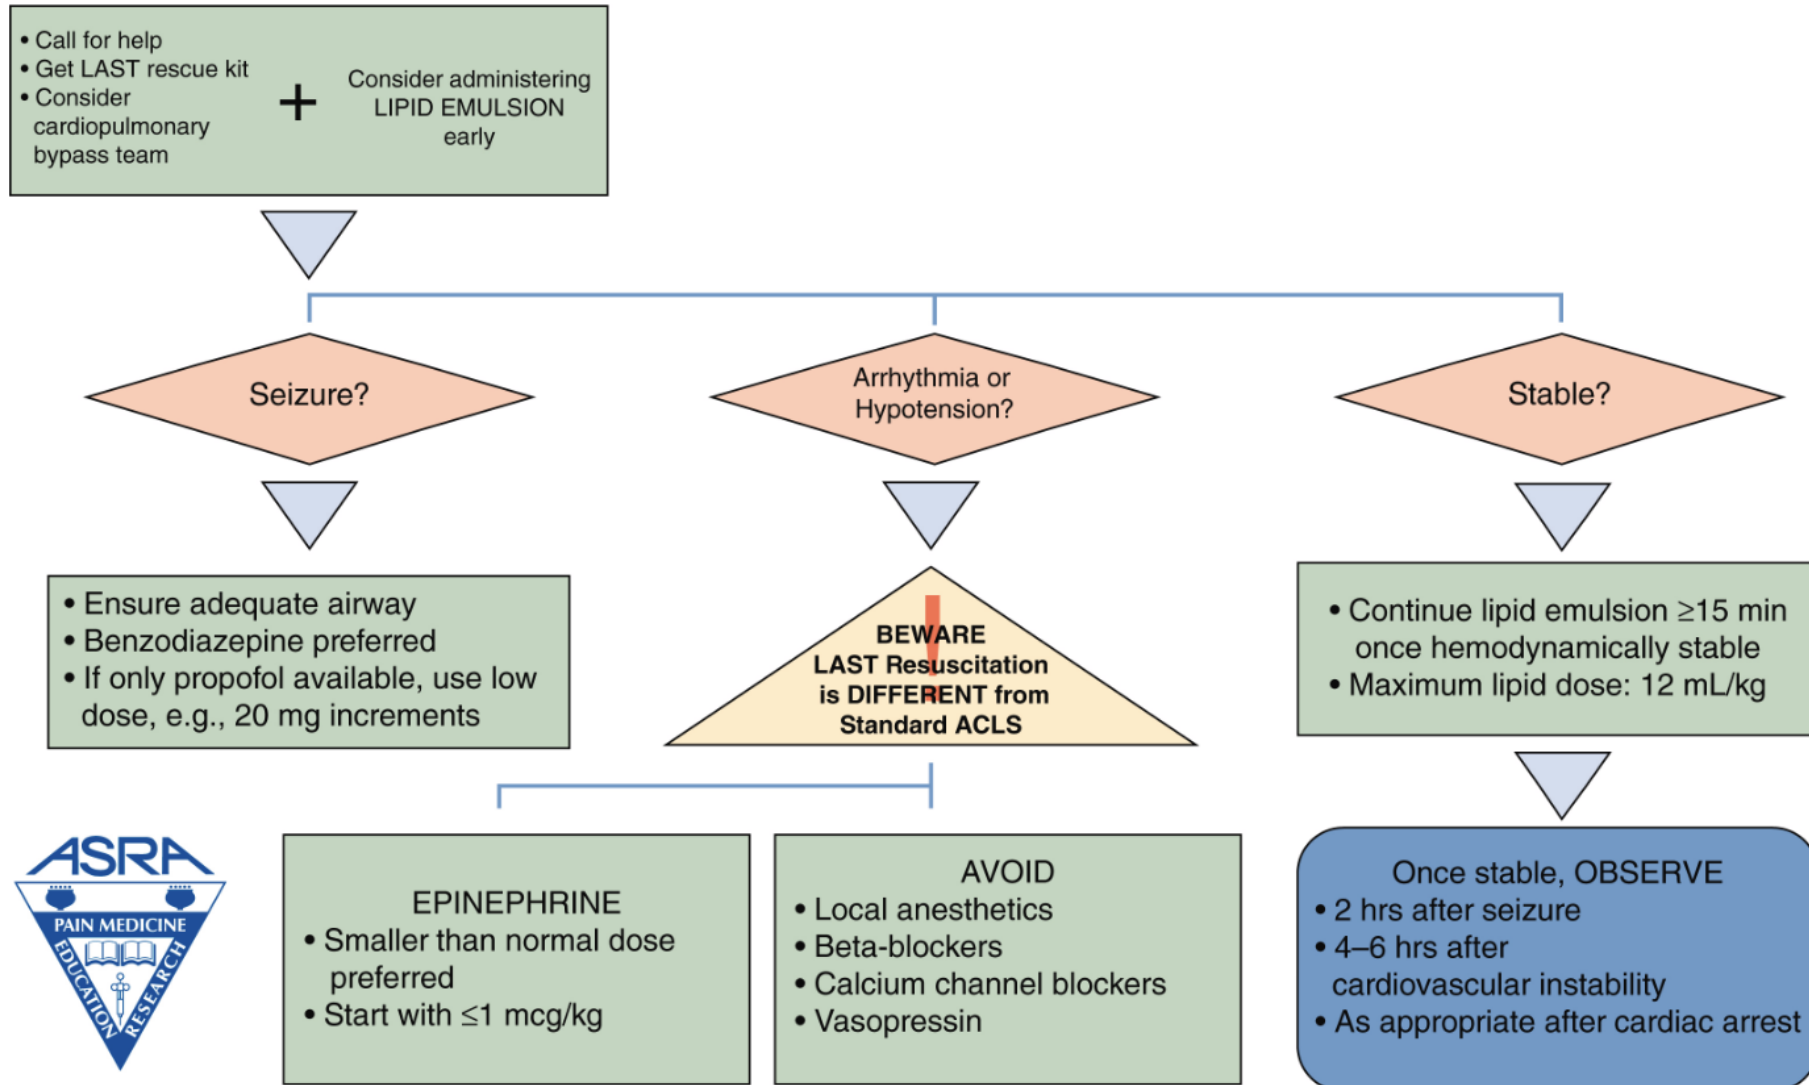 • Call for help
• Get LAST rescue kit
• Consider
cardiopulmonary
bypass team
+
Consider administering
LIPID EMULSION
early
Seizure?
Arrhythmia or
Hypotension?
Stable?
• Ensure adequate airway
• Benzodiazepine preferred
• If only propofol available, use low
dose, e.g., 20 mg increments
!
BEWARE
LAST Resuscitation
is DIFFERENT from
Standard ACLS
• Continue lipid emulsion ≥15 min
once hemodynamically stable
• Maximum lipid dose: 12 mL/kg
ASRA
PAIN MEDICINE
EDUCATION
RESEARCH
EPINEPHRINE
• Smaller than normal dose
preferred
• Start with ≤1 mcg/kg
AVOID
• Local anesthetics
• Beta-blockers
• Calcium channel blockers
• Vasopressin
Once stable, OBSERVE
• 2 hrs after seizure
• 4–6 hrs after
cardiovascular instability
• As appropriate after cardiac arrest